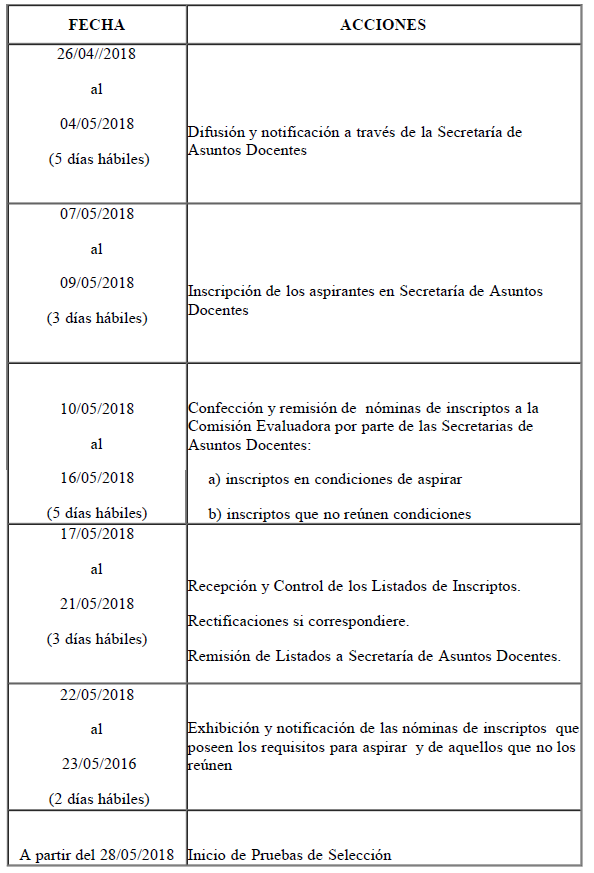 FECHA
ACCIONES
26/04//2018
al
04/05/2018
(5 días hábiles)
Difusión y notificación a través de la Secretaría de
Asuntos Docentes
07/05/2018
al
09/05/2018
(3 días hábiles)
Inscripción de los aspirantes en Secretaría de Asuntos
Docentes
10/05/2018
al
16/05/2018
(5 días hábiles)
Confección y remisión de nóminas de inscriptos a la
Comisión Evaluadora por parte de las Secretarias de
Asuntos Docentes:
a) inscriptos en condiciones de aspirar
b) inscriptos que no reúnen condiciones
17/05/2018
al
21/05/2018
(3 días hábiles)
Recepción y Control de los Listados de Inscriptos.
Rectificaciones si correspondiere.
Remisión de Listados a Secretaría de Asuntos Docentes.
22/05/2018
al
23/05/2016
(2 días hábiles)
Exhibición y notificación de las nóminas de inscriptos que
poseen los requisitos para aspirar y de aquellos que no los
reúnen
A partir del 28/05/2018
Inicio de Pruebas de Selección